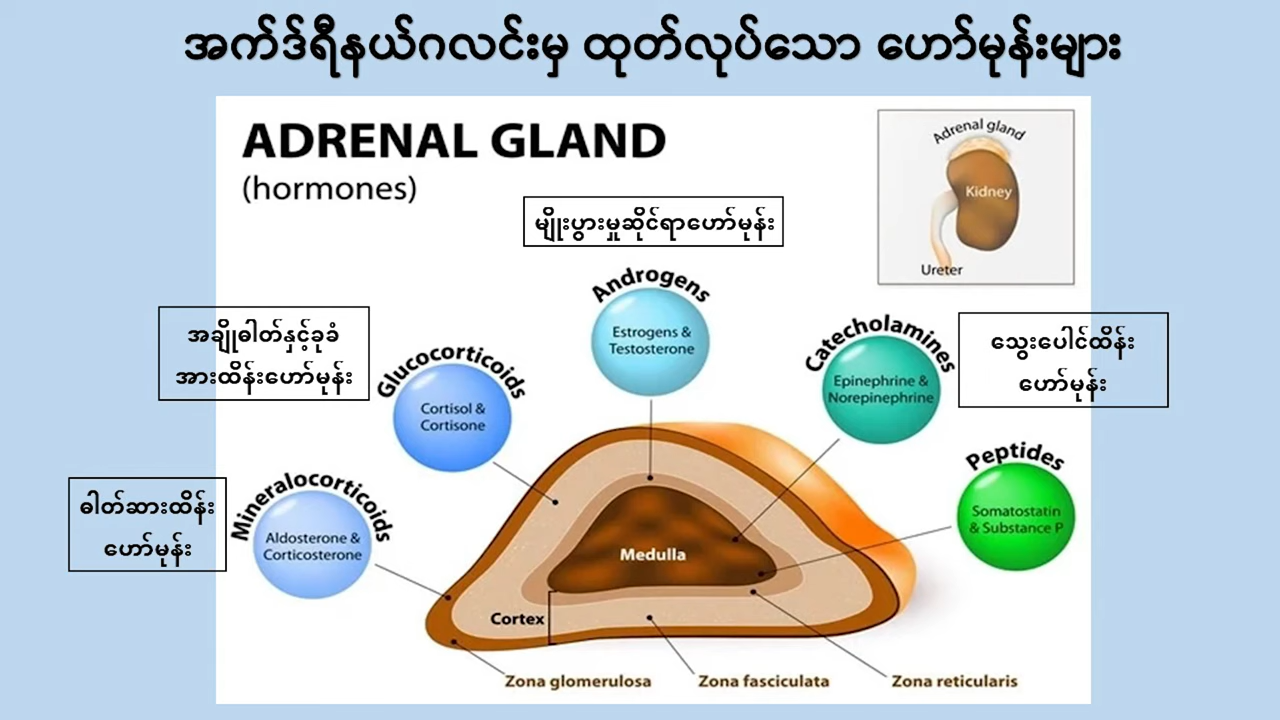 အက်ဒ်ရီနယ်ဂလင်းမှ ထုတ်လုပ်သော ဟော်မုန်းများ
ADRENAL GLAND
(hormones)
Adrenal gland
Kidney
Ureter
မျိုးပွားမှုဆိုင်ရာဟော်မုန်း
Androgens
Estrogens &
Testosterone
အချိုဓါတ်နှင့်ခုခံ
အားထိန်းဟော်မုန်း
Glucocorticoids
Cortisol &
Cortisone
Catecholamines
Epinephrine &
Norepinephrine
သွေးပေါင်ထိန်း
ဟော်မုန်း
Peptides
Somatostatin
& Substance P
ဓါတ်ဆားထိန်း
ဟော်မုန်း
Mineralocorticoids
Aldosterone &
Corticosterone
Medulla
Cortex
Zona glomerulosa
Zona fasciculata
Zona reticularis